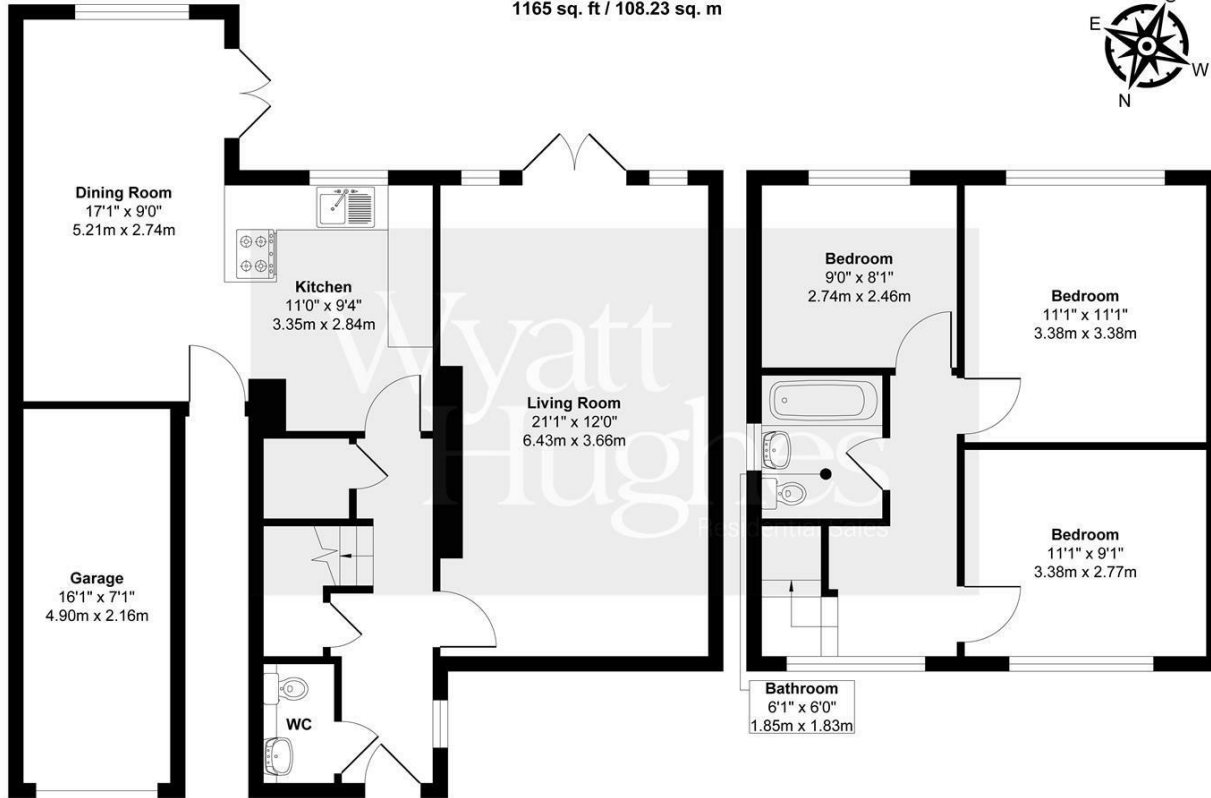 1165 sq. ft / 108.23 sq. m
E
W
N
Dining Room
17'1" x 9'0"
5.21m x 2.74m
Kitchen
11'0" x 9'4"
3.35m x 2.84m
Living Room
21'1" x 12'0"
6.43m x 3.66m
Garage
16'1" x 7'1"
4.90m x 2.16m
WC
Bedroom
9'0" x 8'1"
2.74m x 2.46m
Bedroom
11'1" x 11'1"
3.38m x 3.38m
Bedroom
11'1" x 9'1"
3.38m x 2.77m
Bathroom
6'1" x 6'0"
1.85m x 1.83m
Wyatt
Hughes
Residential Sales